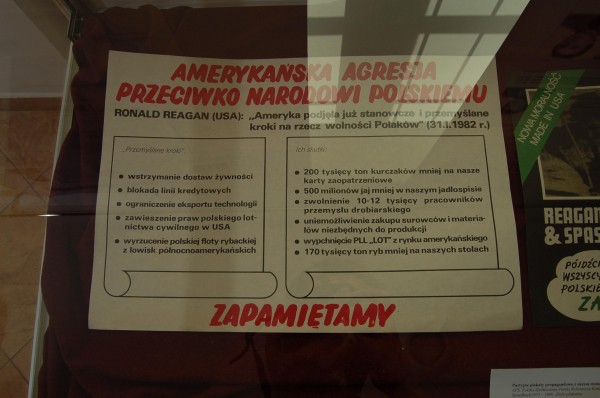 AMERYKAŃSKA AGRESJA
PRZECIWKO NARODOWI POLSKIEMU
RONALD REAGAN (USA): „Ameryka podjęła już stanowcze i przemyślane
kroki na rzecz wolności Polaków" (31.I.1982 r.)
„Przemyślane kroki":
● wstrzymanie dostaw żywności
● blokada linii kredytowych
● ograniczenie eksportu technologii
● zawieszenie praw polskiego lot-
nictwa cywilnego w USA
● wyrzucenie polskiej floty rybackiej
z łowisk północnoamerykańskich
Ich skutki:
● 200 tysięcy ton kurczaków mniej na nasze
karty zaopatrzeniowe
● 500 milionów jaj mniej w naszym jadłospisie
● zwolnienie 10-12 tysięcy pracowników
przemysłu drobiarskiego
● uniemożliwienie zakupu surowców i materia-
łów niezbędnych do produkcji
● wypchnięcie PLL „LOT" z rynku amerykańskiego
● 170 tysięcy ton ryb mniej na naszych stołach
ZAPAMIĘTAMY
NOWA MORALNOŚĆ
MADE IN USA
REAGAN
& SPAS
PÓJDŹCI
WSZYSC
POLSKIE